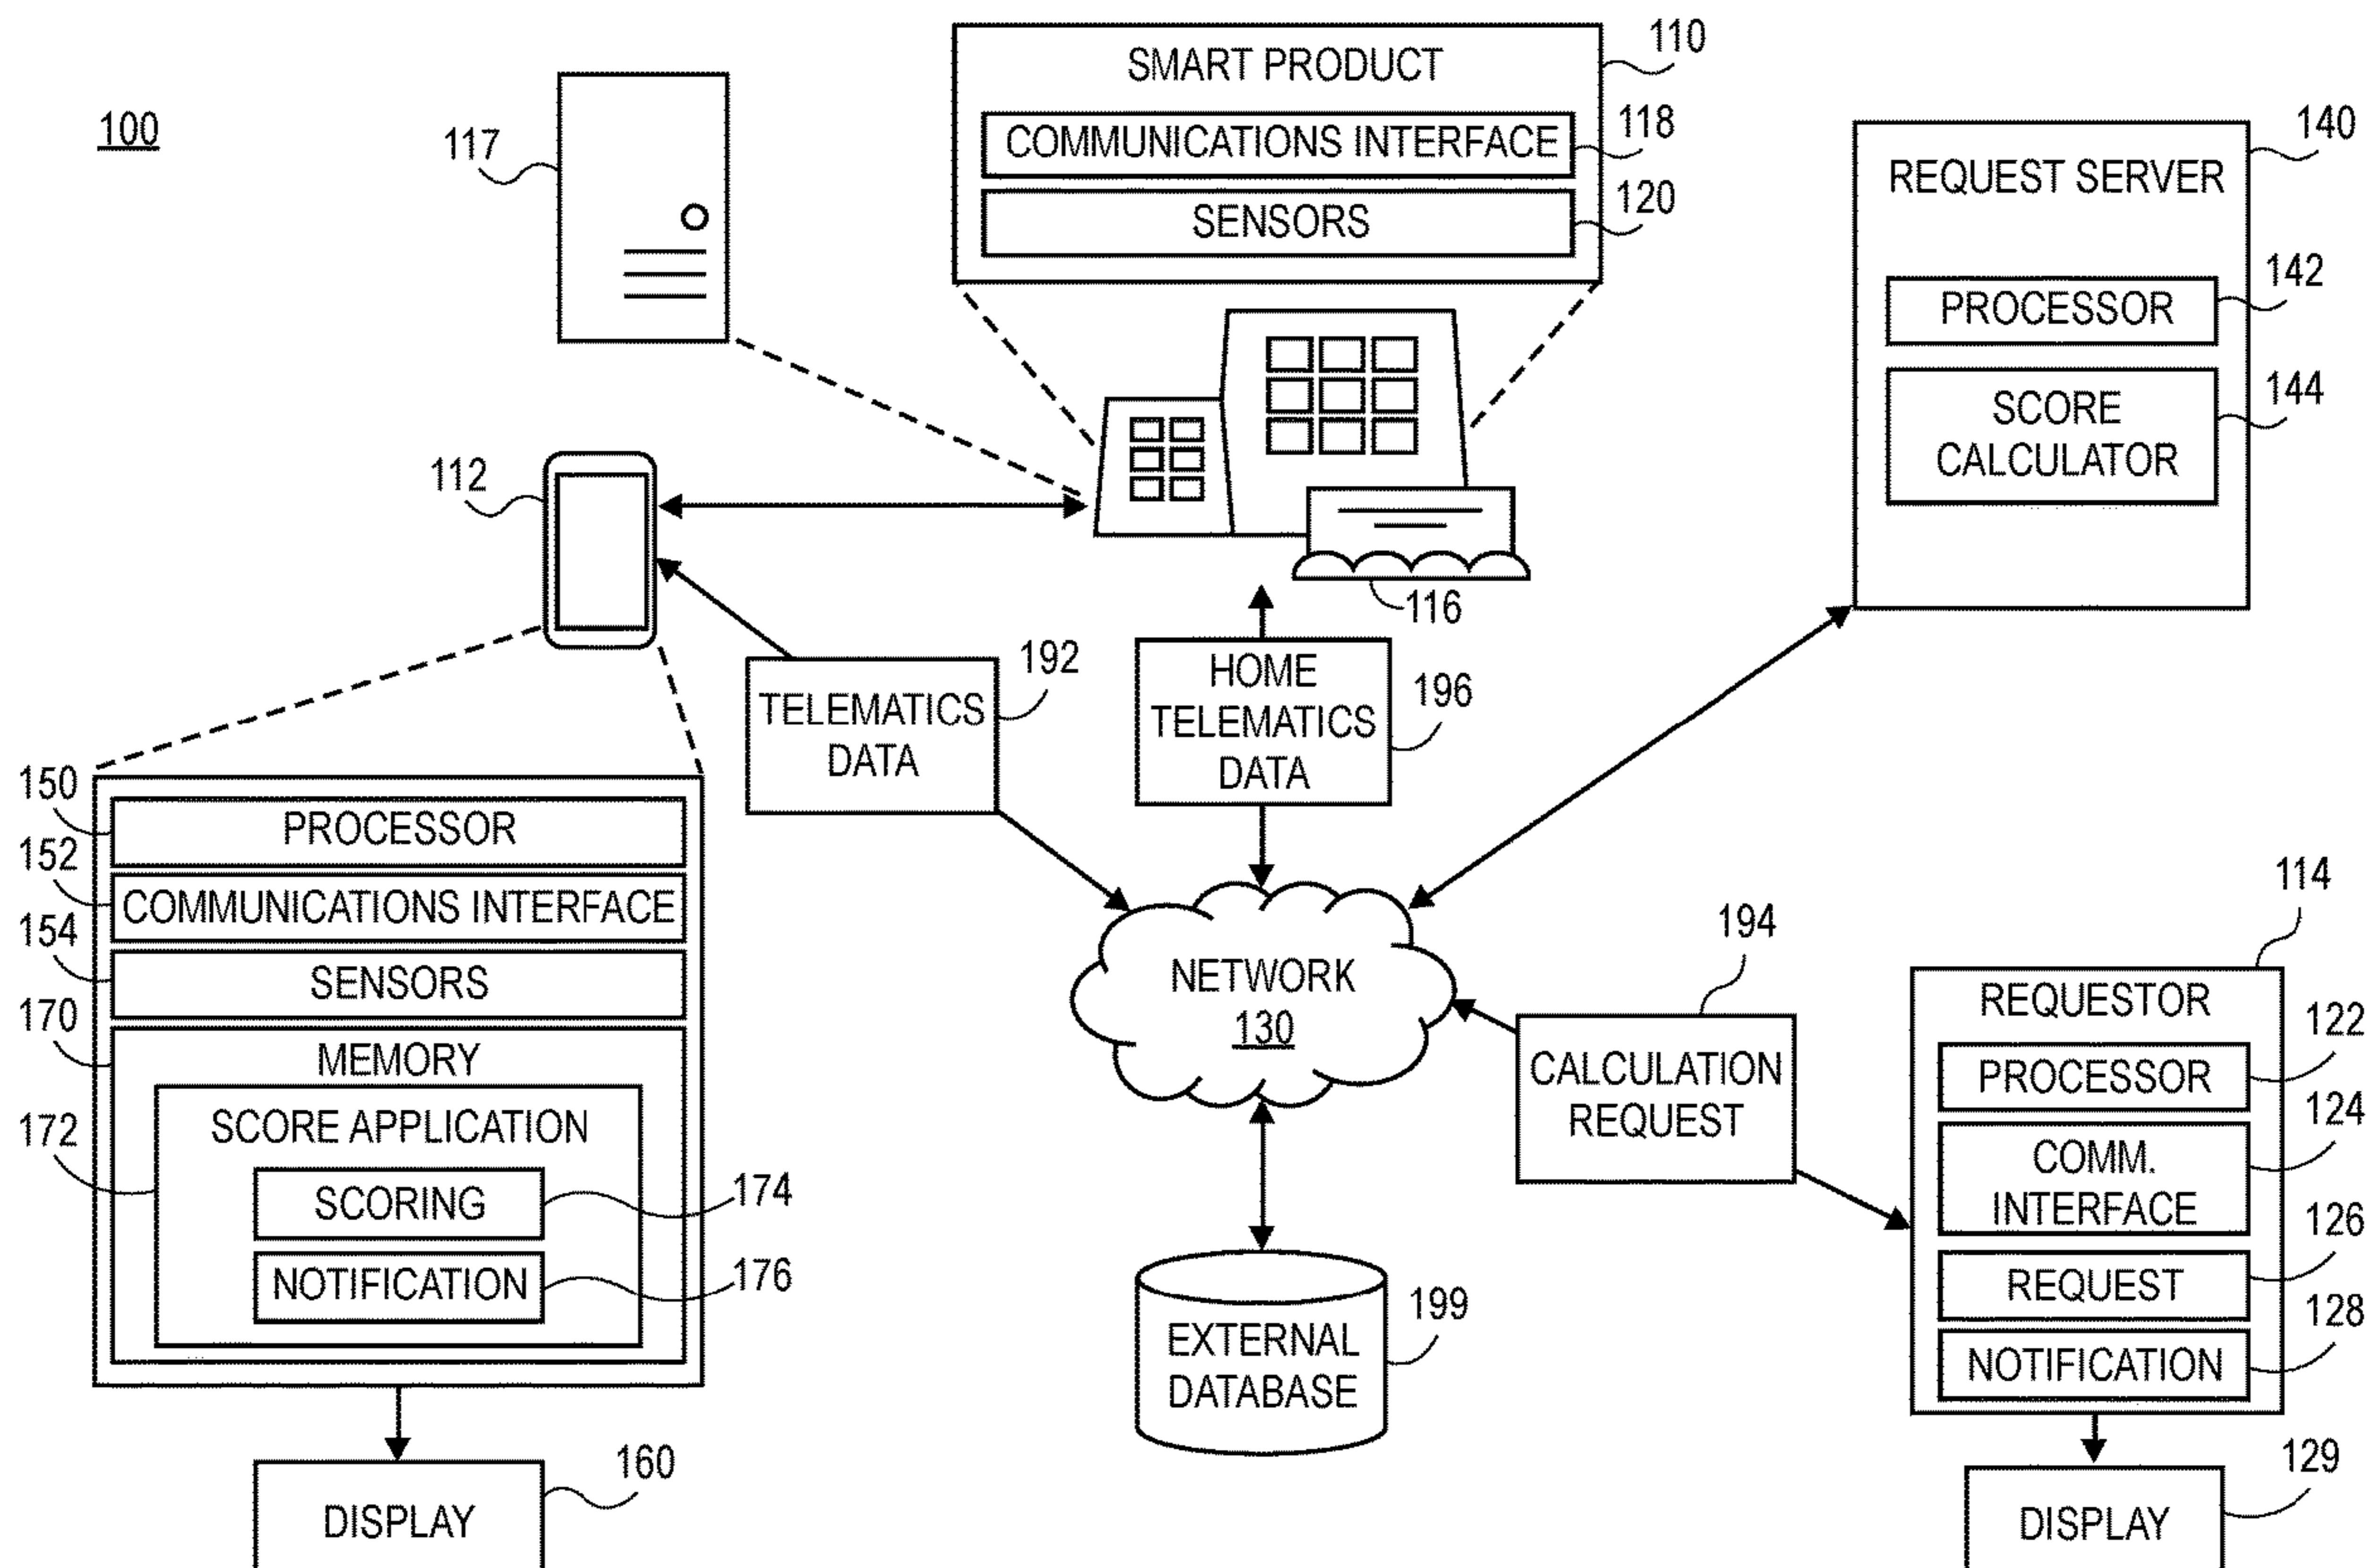 100
117
SMART PRODUCT
110
COMMUNICATIONS INTERFACE
118
SENSORS
120
REQUEST SERVER
140
PROCESSOR
142
SCORE
CALCULATOR
144
112
116
TELEMATICS
DATA
192
HOME
TELEMATICS
DATA
196
150
PROCESSOR
152
COMMUNICATIONS INTERFACE
154
SENSORS
170
MEMORY
172
SCORE APPLICATION
SCORING
174
NOTIFICATION
176
DISPLAY
160
NETWORK
130
EXTERNAL
DATABASE
199
194
CALCULATION
REQUEST
114
REQUESTOR
PROCESSOR
122
COMM.
INTERFACE
124
REQUEST
126
NOTIFICATION
128
DISPLAY
129